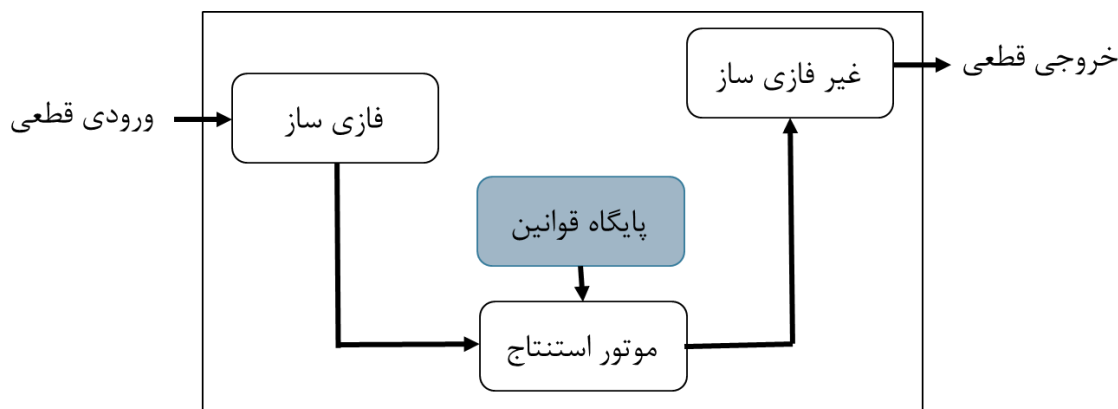 ورودی قطعی
فازی ساز
پایگاه قوانین
موتور استنتاج
غیر فازی ساز
خروجی قطعی